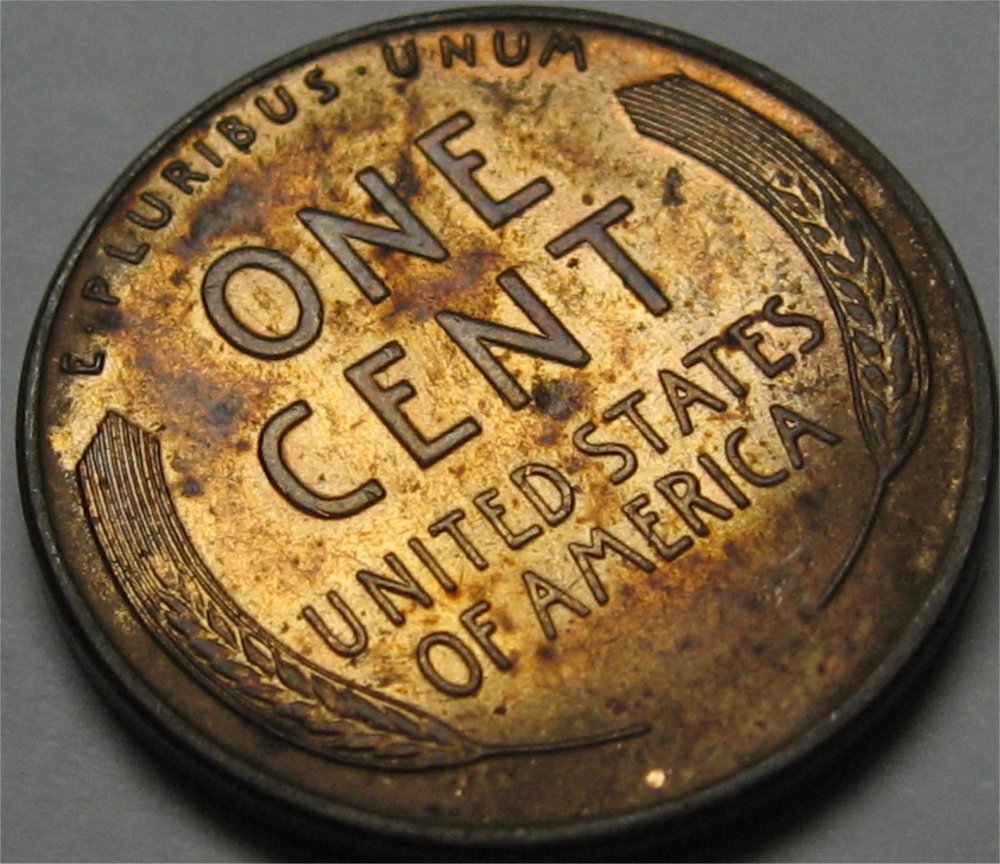 E·PLURIBUS·UNUM
ONE
CENT
UNITED STATES
OF AMERICA